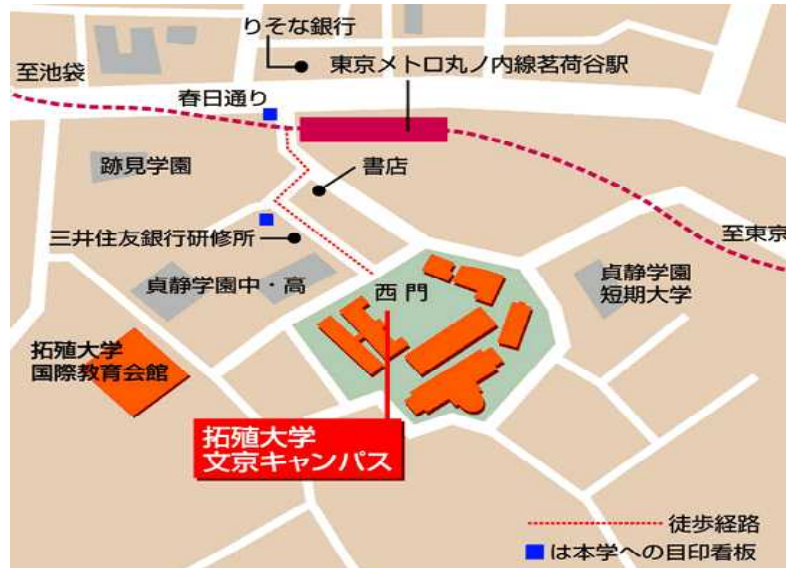 りそな銀行
至池袋
東京メトロ丸ノ内線茗荷谷駅
春日通り
跡見学園
書店
三井住友銀行研修所
至東京
貞静学園中・高
西門
貞静学園
短期大学
拓殖大学
国際教育会館
拓殖大学
文京キャンパス
徒歩経路
は本学への目印看板